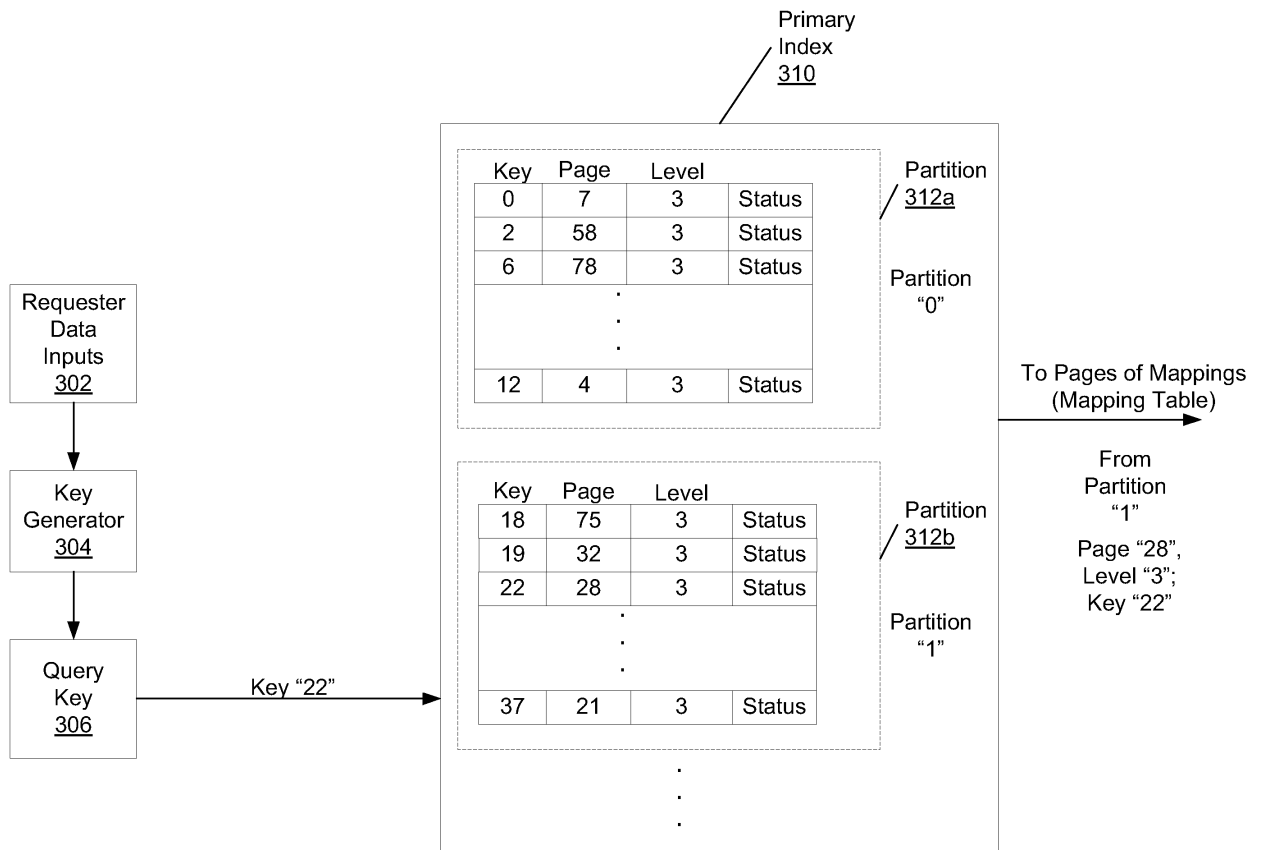 Primary
Index
310
Key Page Level
0 7 3 Status
2 58 3 Status
6 78 3 Status
.
.
.
12 4 3 Status
Partition
312a
Partition
“0”
Requester
Data
Inputs
302
Key
Generator
304
Query
Key
306
Key “22”
Key Page Level
18 75 3 Status
19 32 3 Status
22 28 3 Status
.
.
.
37 21 3 Status
Partition
312b
Partition
“1”
.
.
.
To Pages of Mappings
(Mapping Table)
From
Partition
“1”
Page “28”,
Level “3”;
Key “22”